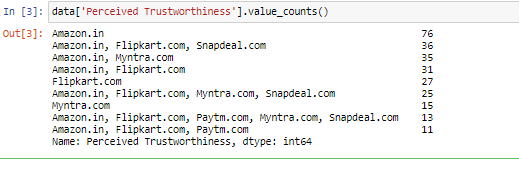 In [3]: data['Perceived Trustworthiness'].value_counts()
Out[3]: Amazon.in 76
Amazon.in, Flipkart.com, Snapdeal.com 36
Amazon.in, Myntra.com 35
Amazon.in, Flipkart.com 31
Flipkart.com 27
Amazon.in, Flipkart.com, Myntra.com, Snapdeal.com 25
Myntra.com 15
Amazon.in, Flipkart.com, Paytm.com, Myntra.com, Snapdeal.com 13
Amazon.in, Flipkart.com, Paytm.com 11
Name: Perceived Trustworthiness, dtype: int64